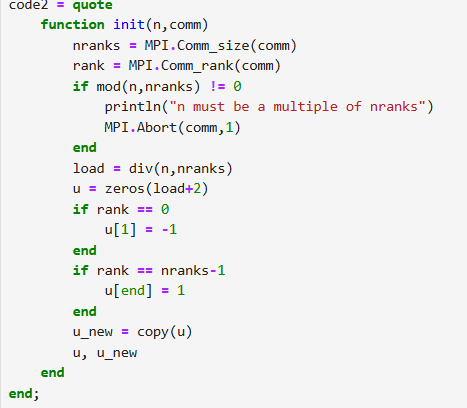 code2 = quote
    function init(n,comm)
        nranks = MPI.Comm_size(comm)
        rank = MPI.Comm_rank(comm)
        if mod(n,nranks) != 0
            println("n must be a multiple of nranks")
            MPI.Abort(comm,1)
        end
        load = div(n,nranks)
        u = zeros(load+2)
        if rank == 0
            u[1] = -1
        end
        if rank == nranks-1
            u[end] = 1
        end
        u_new = copy(u)
        u, u_new
    end
end;